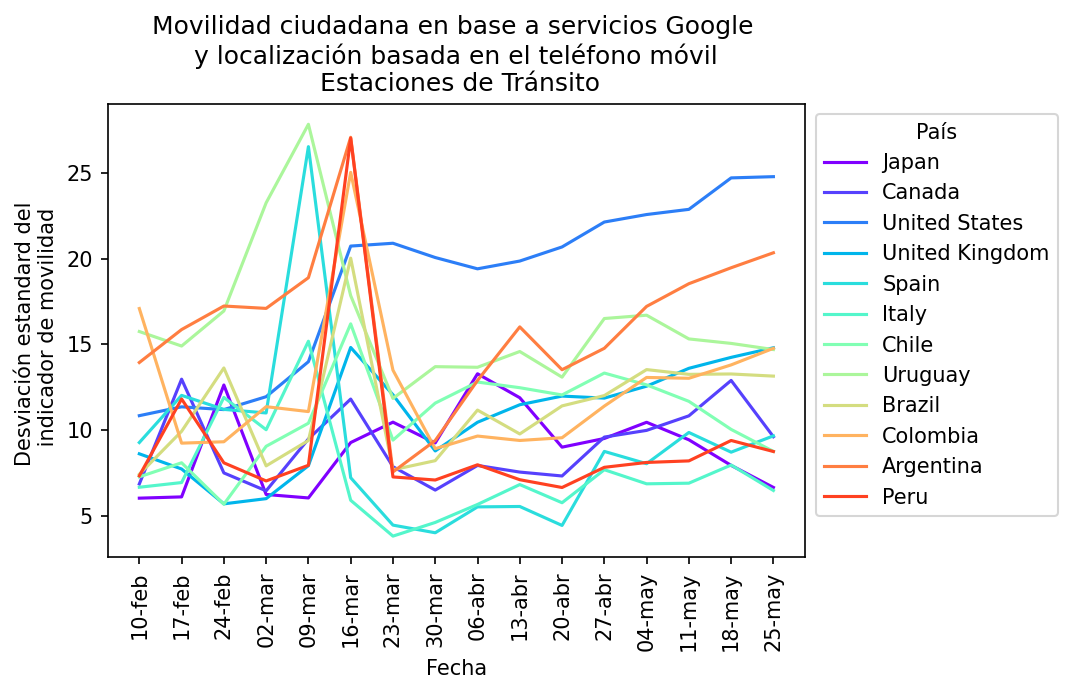 Movilidad ciudadana en base a servicios Google
y localización basada en el teléfono móvil
Estaciones de Tránsito
Desviación estandard del
indicador de movilidad
25
20
15
10
5
10-feb
17-feb
24-feb
02-mar
09-mar
16-mar
23-mar
30-mar
06-abr
13-abr
20-abr
27-abr
04-may
11-may
18-may
25-may
Fecha
País
Japan
Canada
United States
United Kingdom
Spain
Italy
Chile
Uruguay
Brazil
Colombia
Argentina
Peru